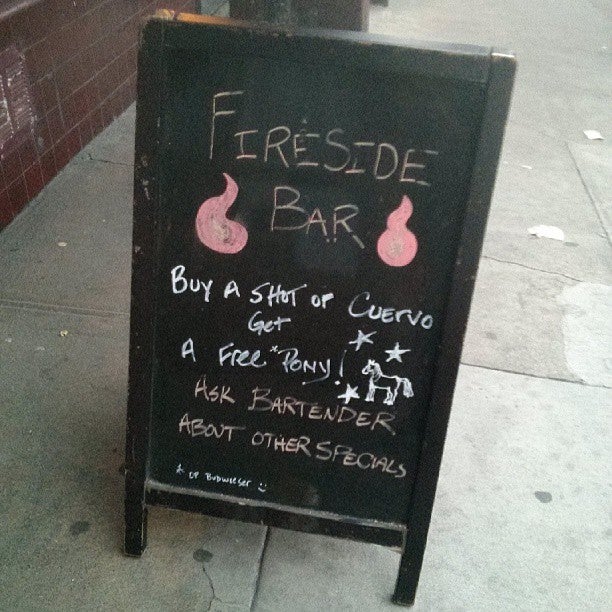 FIRESIDE
BAR
BUY A SHOT OF CUERVO
Get
A Free *PONY!
ASK BARTENDER
ABOUT OTHER SPECIALS
* OF BUDWEISER :)